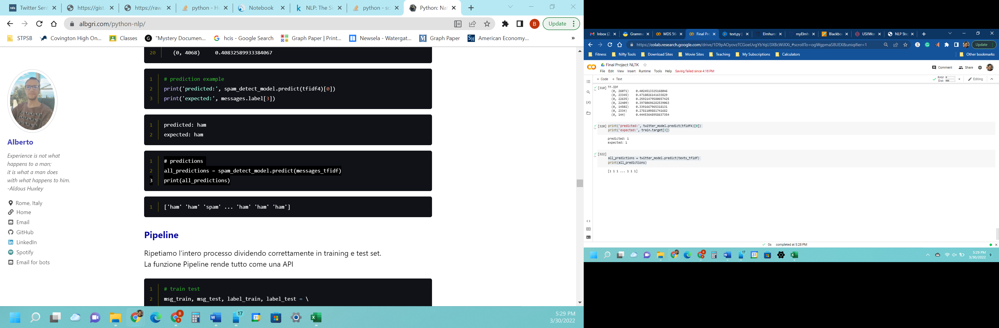 Twitter Sent
https://gist.
https://raw.
python - Ho
Notebook
NLP: The Si
python - sc
Python: Nat
albgri.com/python-nlp/
B
Update
STPSB
Covington High On...
Classes
"Mystery Documen...
hcis - Google Search
Graph Paper | Print...
Newsela - Watergat...
Graph Paper
American Economy...
»
20 (0, 4068) 0.40832589933384067
1 # prediction example
2 print('predicted:', spam_detect_model.predict(tfidf4)[0])
3 print('expected:', messages.label[3])
1 predicted: ham
2 expected: ham
1 # predictions
2 all_predictions = spam_detect_model.predict(messages_tfidf)
3 print(all_predictions)
1 ['ham' 'ham' 'spam' ... 'ham' 'ham' 'ham']
Pipeline
Ripetiamo l'intero processo dividendo correttamente in training e test set.
La funzione Pipeline rende tutto come una API
1 # train test
2 msg_train, msg_test, label_train, label_test = \
Alberto
Experience is not what
happens to a man;
it is what a man does
with what happens to him.
-Aldous Huxley
Rome, Italy
Home
Email
GitHub
LinkedIn
Spotify
Email for bots
17
31
5:29 PM
3/30/2022
Inbox (2
Gramma
MDS 56
Final Pro
text.py |
Elmhurs
myElmh
Blackbo
USIIWor
NLP Step
https://colab.research.google.com/drive/1D9pAOyovzTCGoeUvgYbYqU3XBcWiXXi_#scrollTo=ogWgpmaS8UEX&uniqifier=1
Update
Fitness
Nifty Tools
Download Sites
Movie Sites
Teaching
My Subscriptions
Calculators
Other bookmarks
Final Project NLTK
File Edit View Insert Runtime Tools Help Saving failed since 4:18 PM
Comment
Share
+ Code + Text
RAM
Disk
Editing
[310] TF-IDF
(0, 26071) 0.4024513325168046
(0, 23345) 0.4718026141633829
(0, 22635) 0.25921479580657425
(0, 22409) 0.39780696282539063
(0, 14502) 0.3391667965318131
(0, 2334) 0.2781109881741682
(0, 144) 0.44453648958637354
[320] print('predicted:', twitter_model.predict(tfidf4)[0])
print('expected:', train.target[3])
predicted: 1
expected: 1
[322]
all_predictions = twitter_model.predict(texts_tfidf)
print(all_predictions)
[1 1 1 ... 1 1 1]
0s completed at 5:28 PM
17
31
5:29 PM
3/30/2022
9